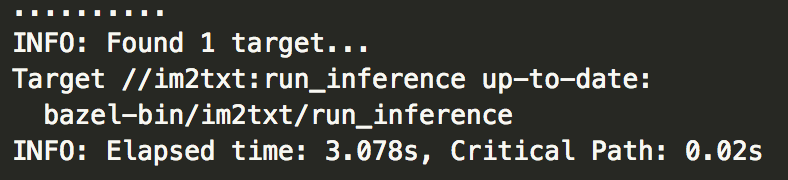 ..........
INFO: Found 1 target...
Target //im2txt:run_inference up-to-date:
  bazel-bin/im2txt/run_inference
INFO: Elapsed time: 3.078s, Critical Path: 0.02s